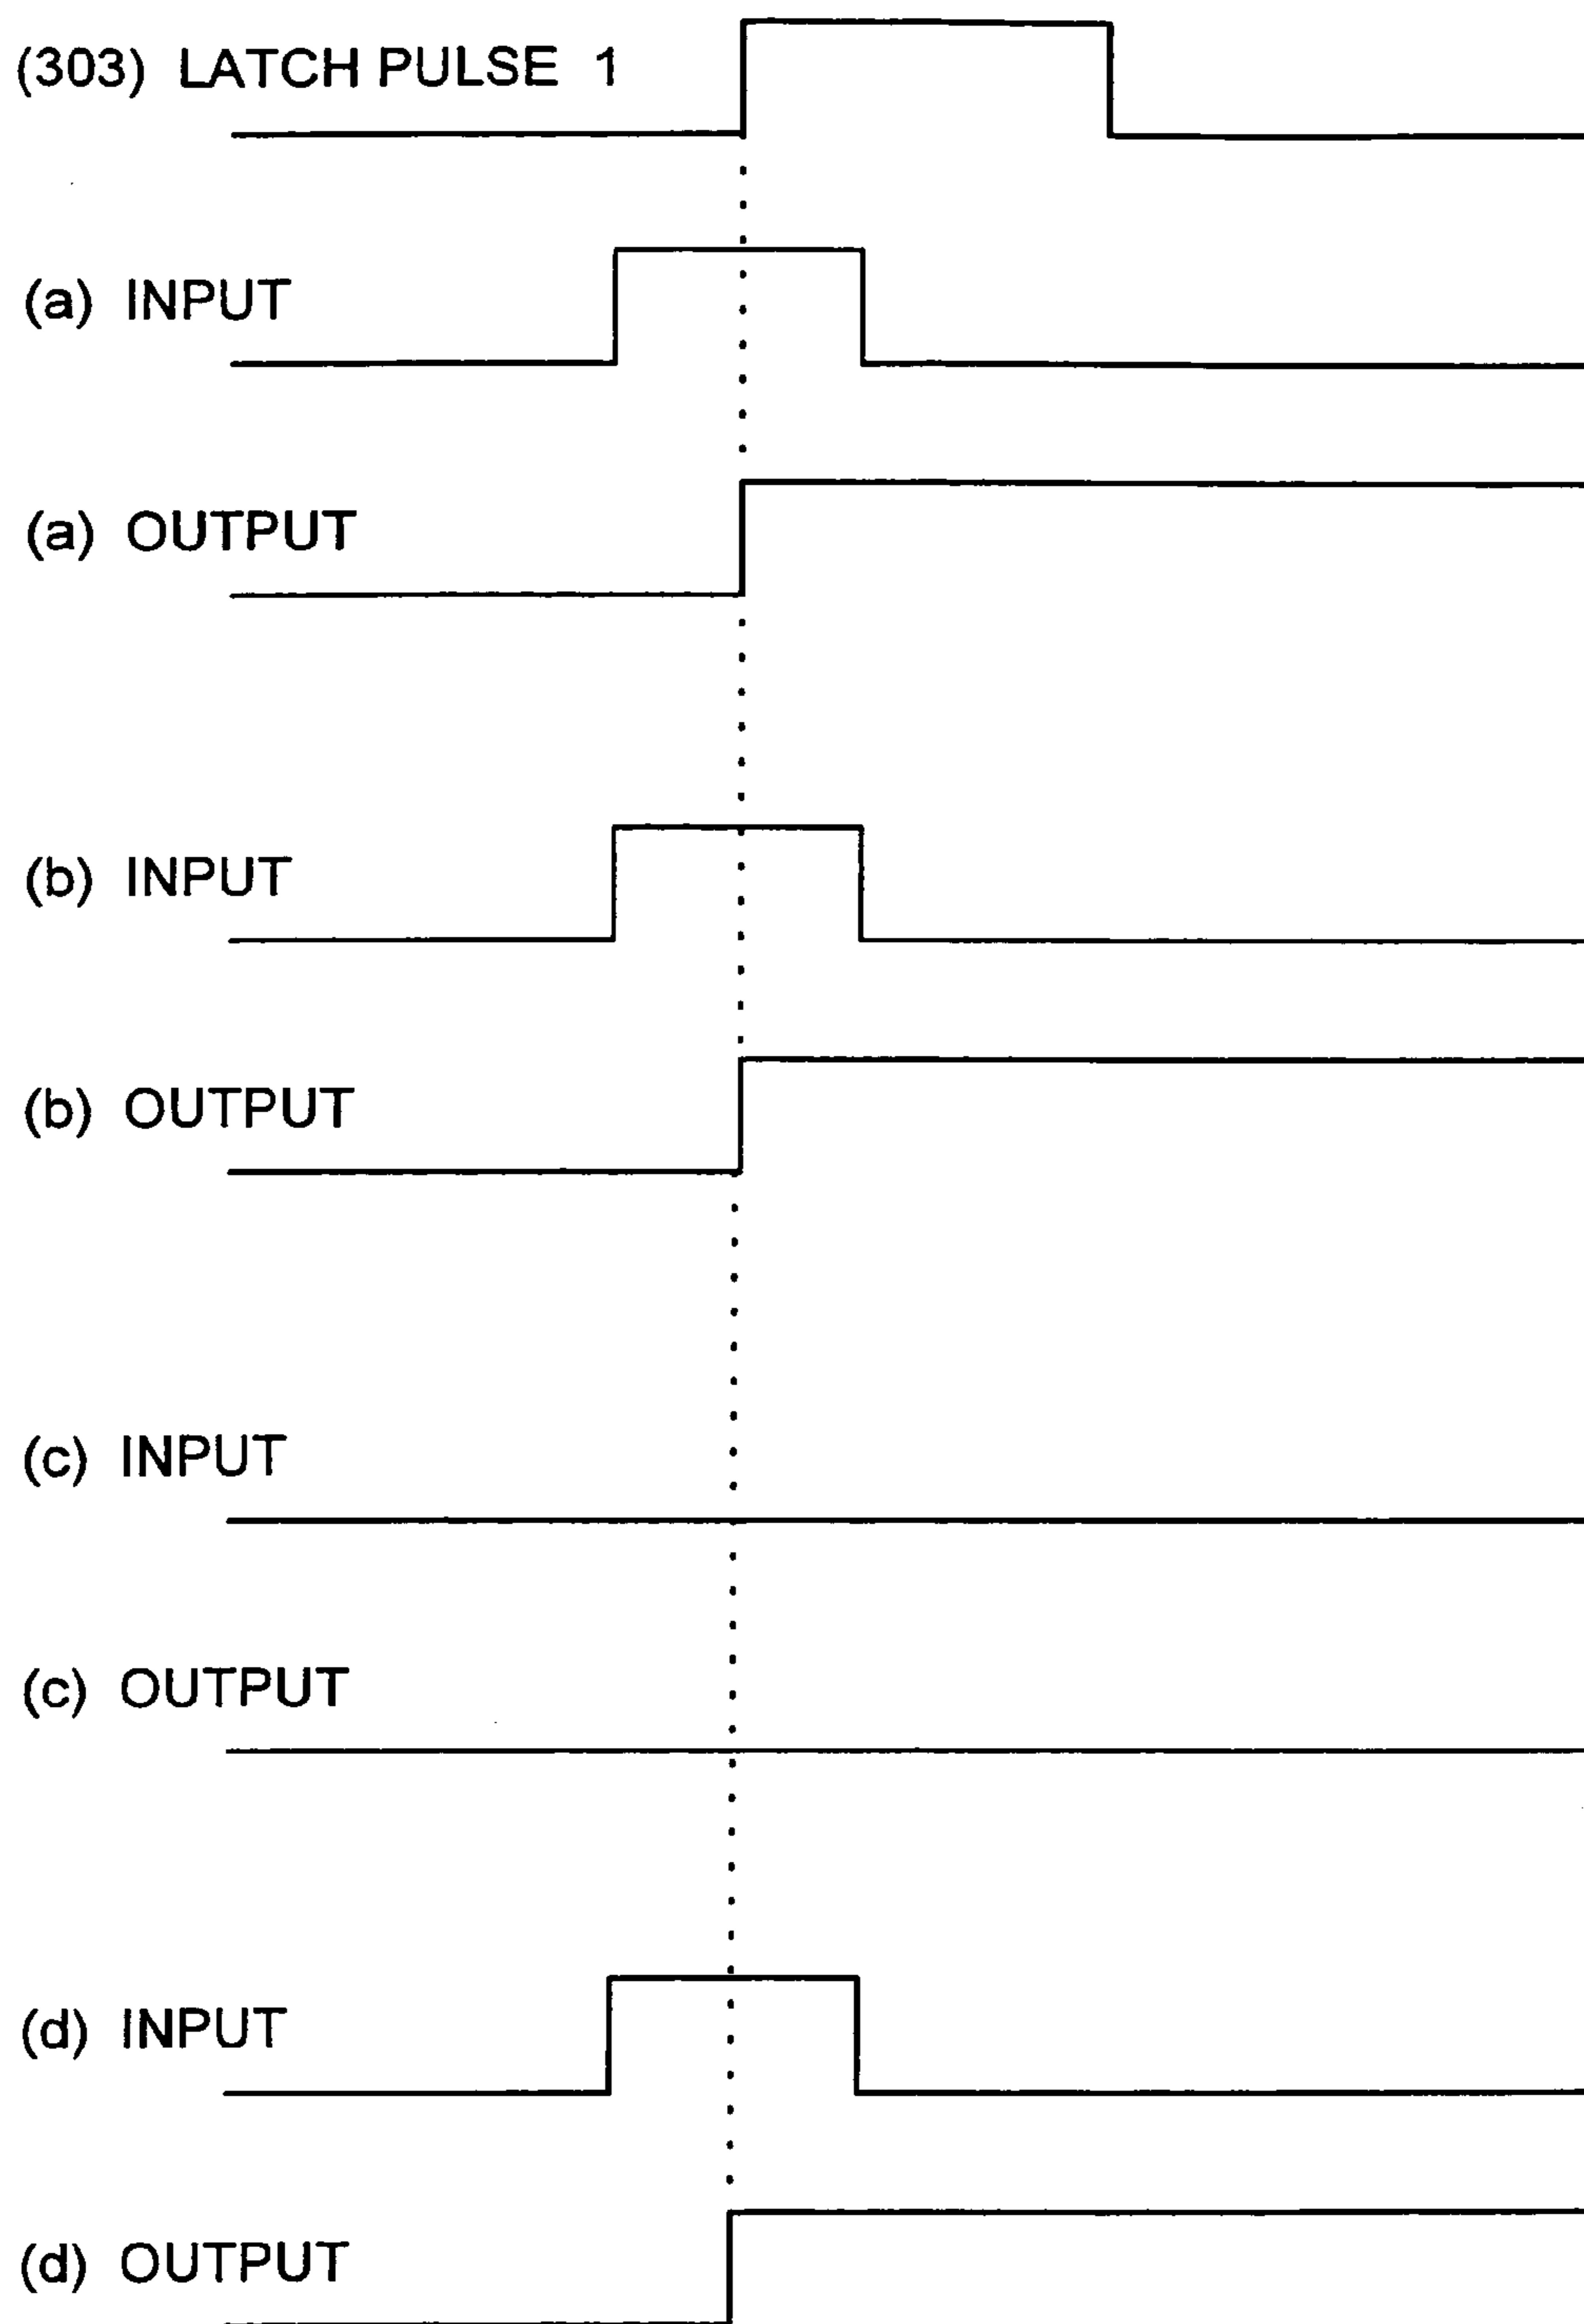 (303) LATCH PULSE 1
(a) INPUT
(a) OUTPUT
(b) INPUT
(b) OUTPUT
(c) INPUT
(c) OUTPUT
(d) INPUT
(d) OUTPUT